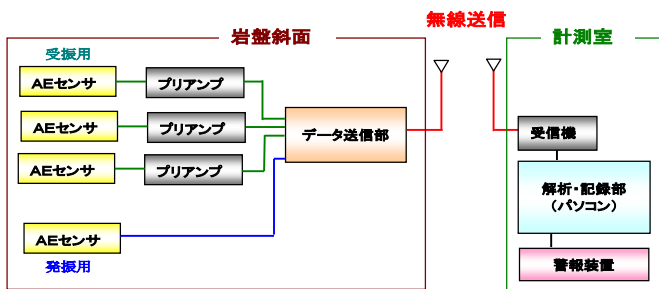 無線送信
岩盤斜面
計測室
受振用
AEセンサ
プリアンプ
AEセンサ
プリアンプ
AEセンサ
プリアンプ
データ送信部
AEセンサ
発振用
受信機
解析・記録部
(パソコン)
警報装置